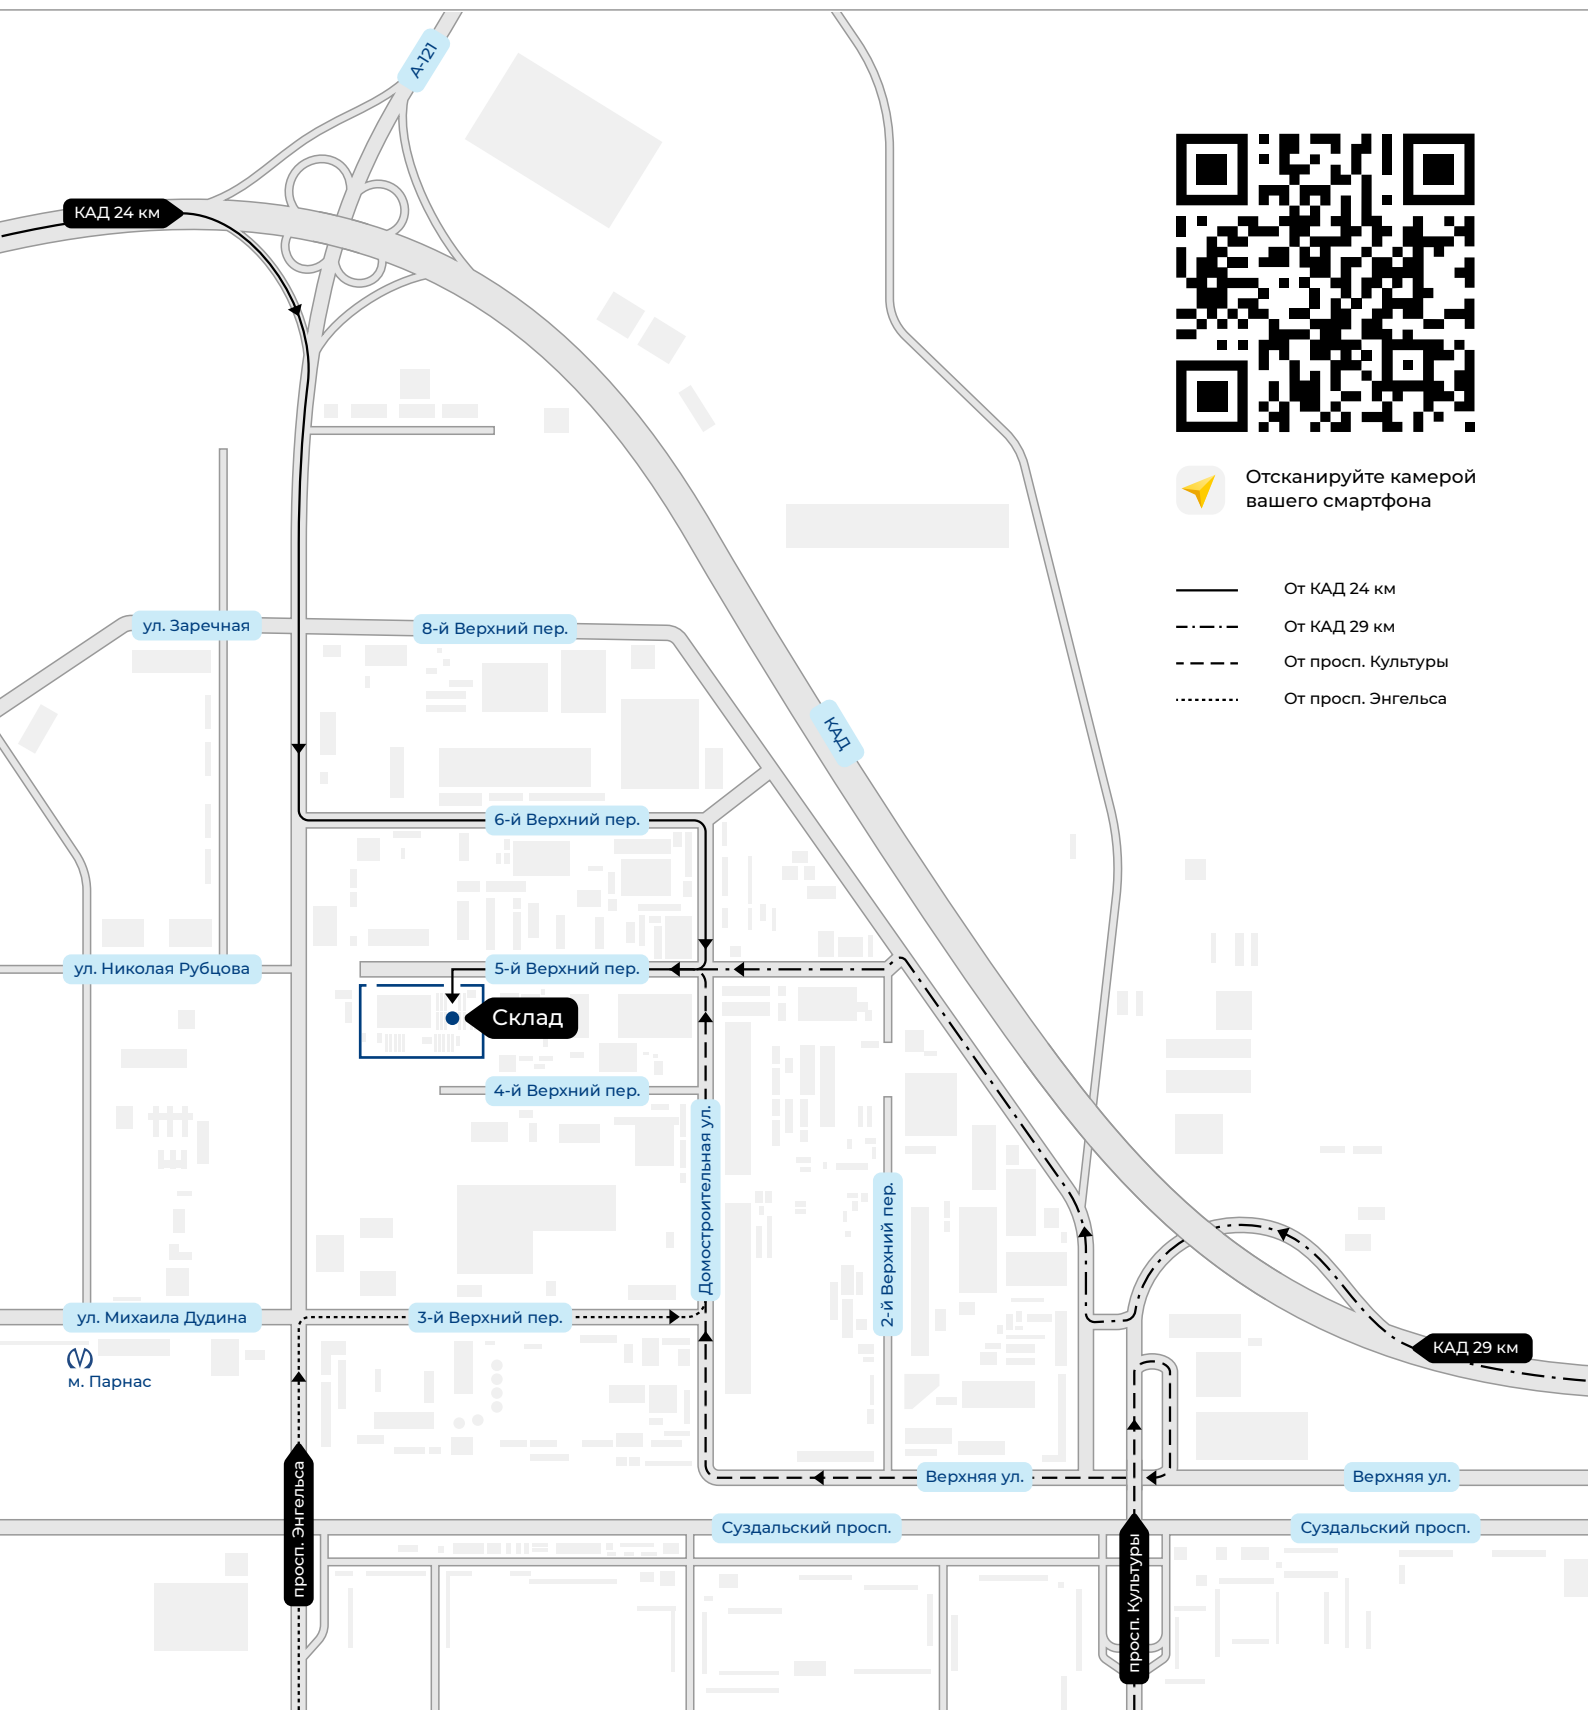 А-121
КАД 24 км
Отсканируйте камерой
вашего смартфона
От КАД 24 км
От КАД 29 км
От просп. Культуры
От просп. Энгельса
ул. Заречная
8-й Верхний пер.
КАД
6-й Верхний пер.
ул. Николая Рубцова
5-й Верхний пер.
Склад
4-й Верхний пер.
Домостроительная ул.
2-й Верхний пер.
ул. Михаила Дудина
3-й Верхний пер.
КАД 29 км
м. Парнас
просп. Энгельса
Верхняя ул.
Верхняя ул.
Суздальский просп.
Суздальский просп.
просп. Культуры